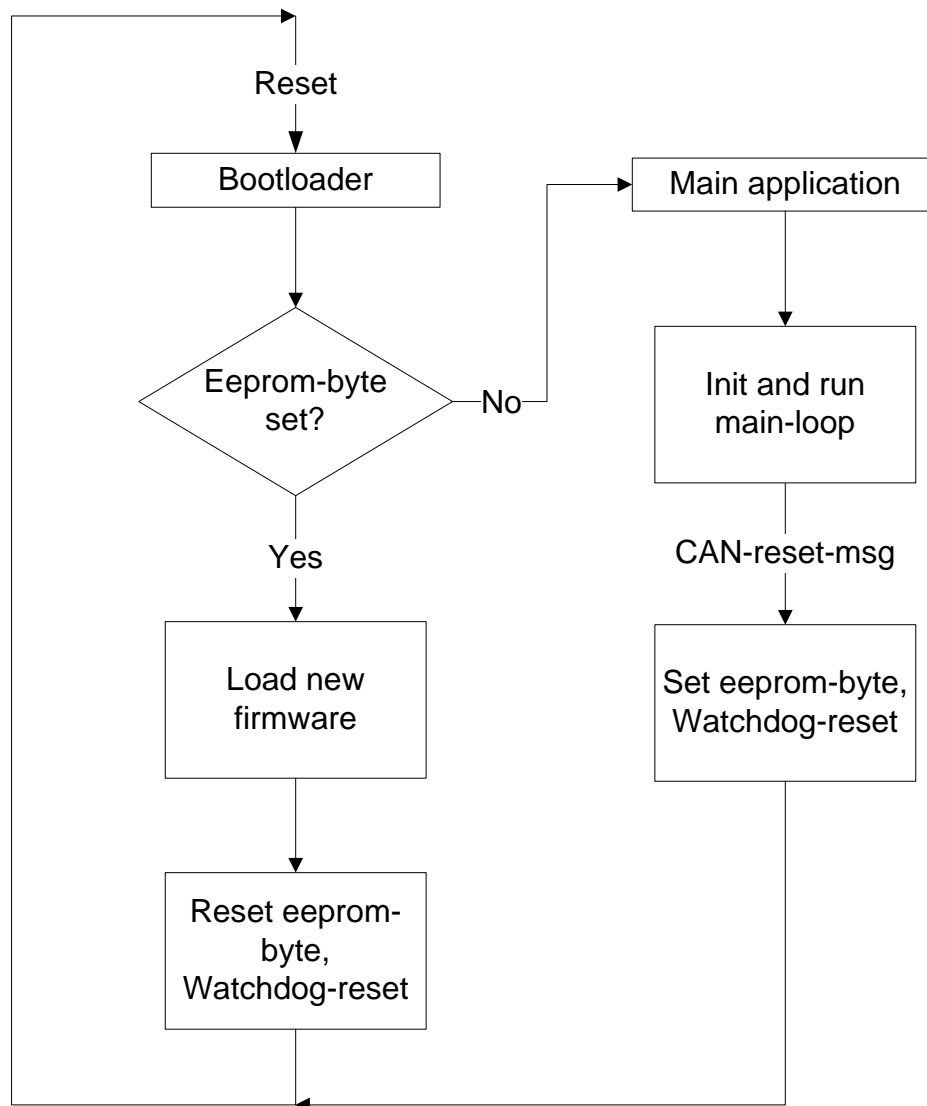 Reset
Bootloader
Main application
Eeprom-byte
set?
No
Init and run
main-loop
Yes
CAN-reset-msg
Load new
firmware
Set eeprom-byte,
Watchdog-reset
Reset eeprom-
byte,
Watchdog-reset